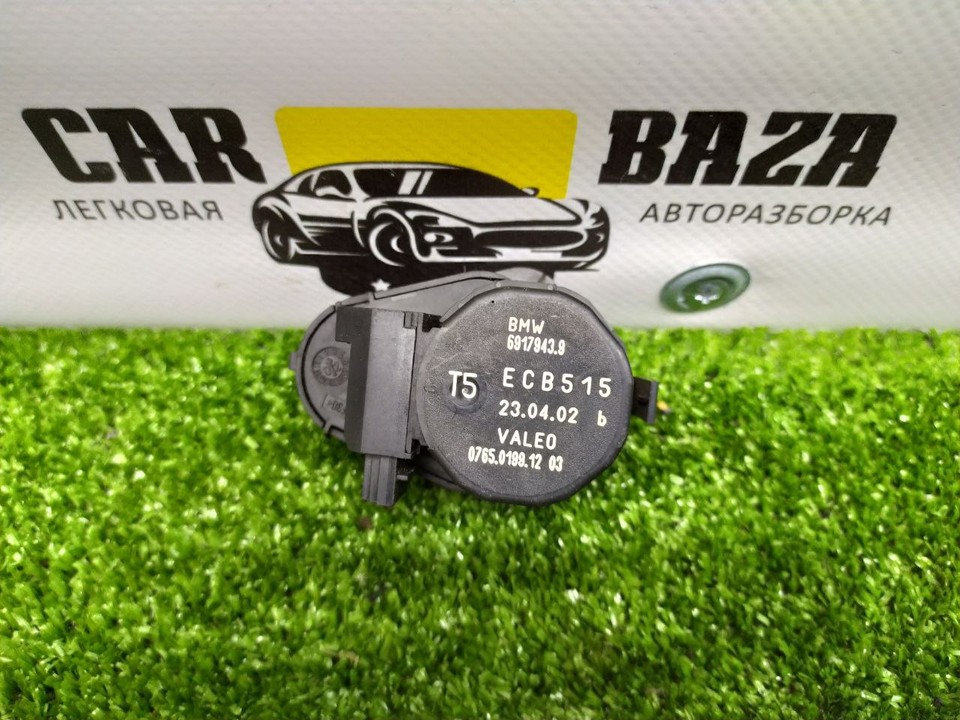 CAR BAZA
ЛЕГКОВАЯ АВТОРАЗБОРКА
BMW
6917943.9
T5 ECB515
23.04.02 b
VALEO
0765.0199.12 03